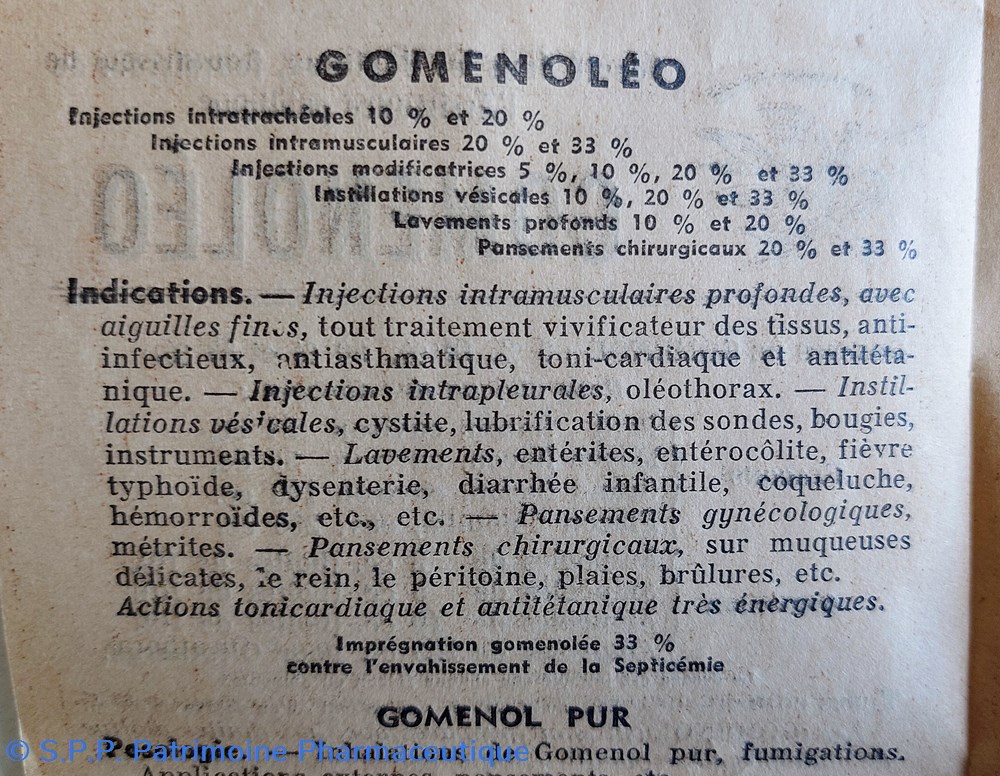 GOMENOLÉO
Injections intratrachéales 10 % et 20 %
Injections intramusculaires 20 % et 33 %
Injections modificatrices 5 %, 10 %, 20 % et 33 %
Instillations vésicales 10 %, 20 % et 33 %
Lavements profonds 10 % et 20 %
Pansements chirurgicaux 20 % et 33 %
Indications. — Injections intramusculaires profondes, avec
aiguilles fines, tout traitement vivificateur des tissus, anti-
infectieux, antiasthmatique, toni-cardiaque et antitéta-
nique. — Injections intrapleurales, oléothorax. — Instil-
lations vésicales, cystite, lubrification des sondes, bougies,
instruments. — Lavements, entérites, entérocôlite, fièvre
typhoïde, dysenterie, diarrhée infantile, coqueluche,
hémorroïdes, etc., etc. — Pansements gynécologiques,
métrites. — Pansements chirurgicaux, sur muqueuses
délicates, le rein, le péritoine, plaies, brûlures, etc.
Actions tonicardiaque et antitétanique très énergiques.
Imprégnation gomenolée 33 %
contre l'envahissement de la Septicémie
GOMENOL PUR
Inhalations de Gomenol pur, fumigations.
Applications externes, pansements, etc.
© S.P.P. Patrimoine Pharmaceutique